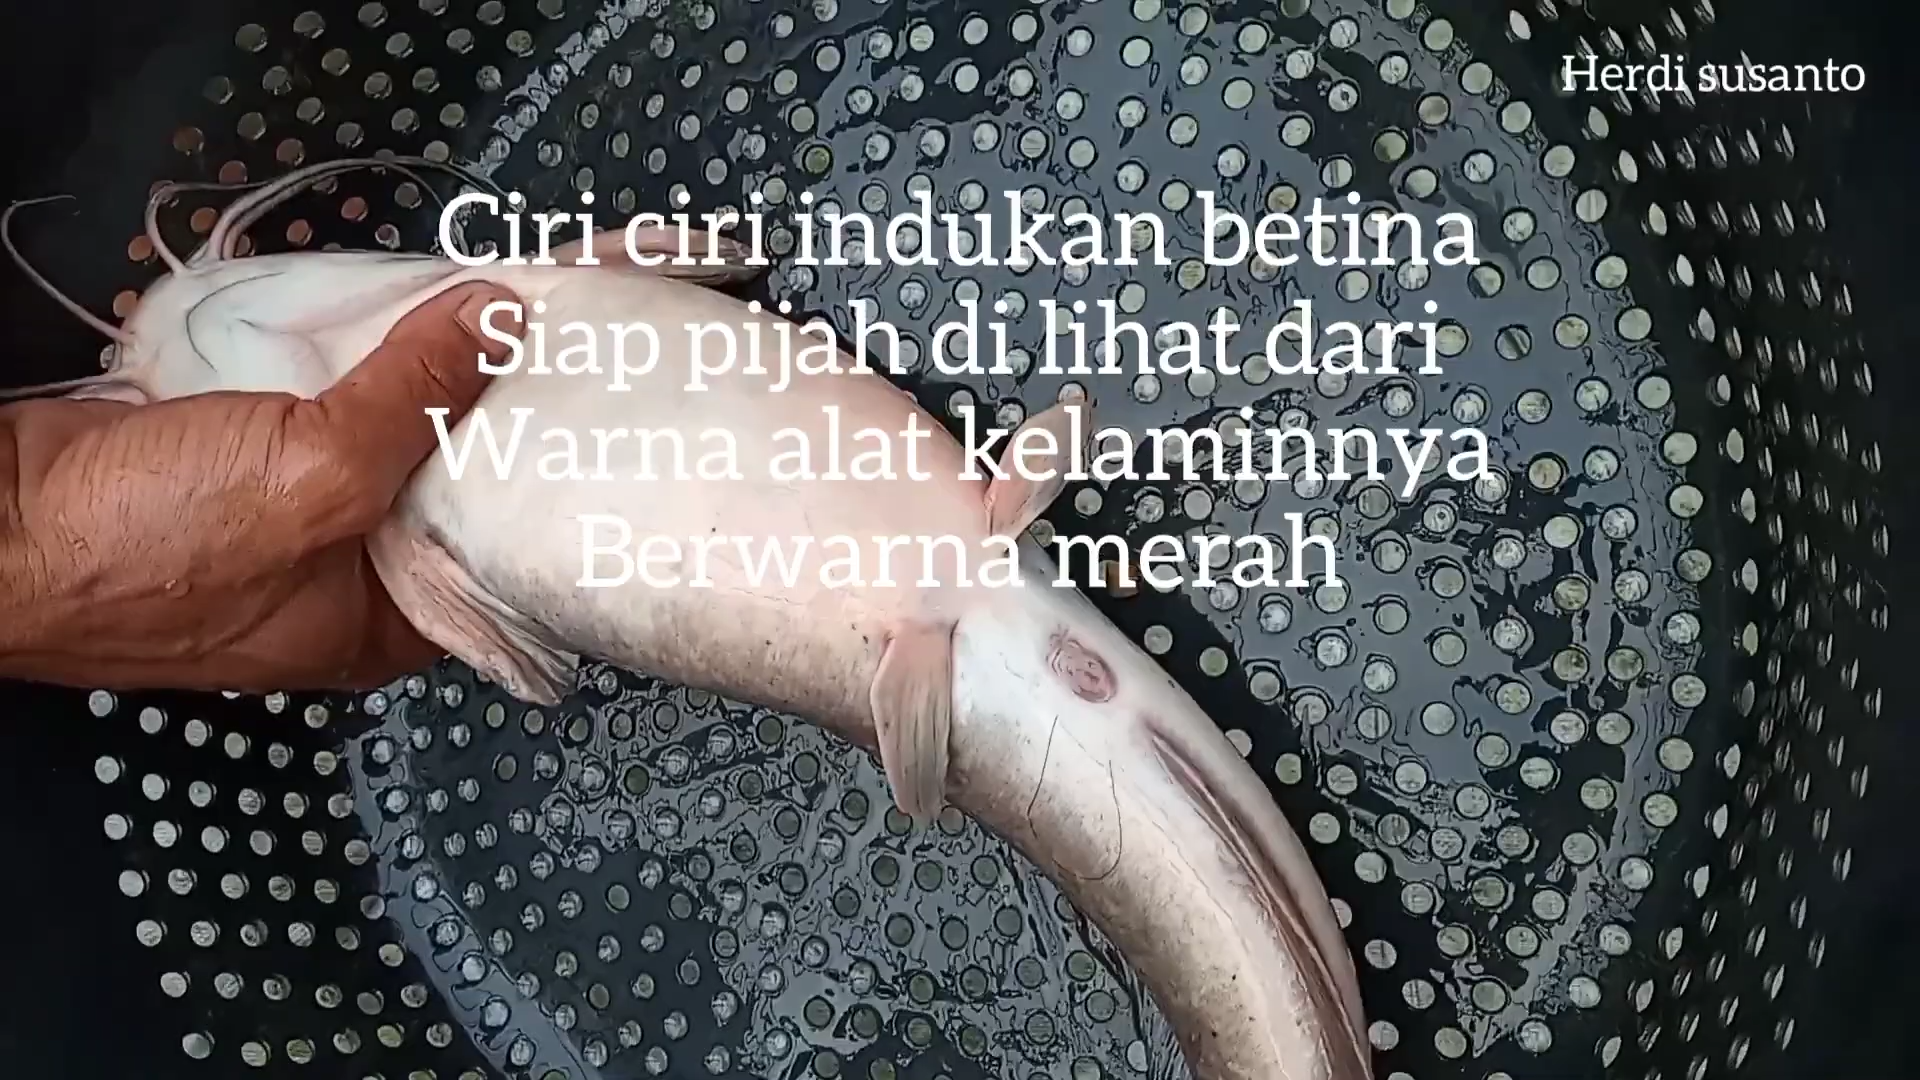 Herdi susanto
Ciri ciri indukan betina
Siap pijah di lihat dari
Warna alat kelaminnya
Berwarna merah